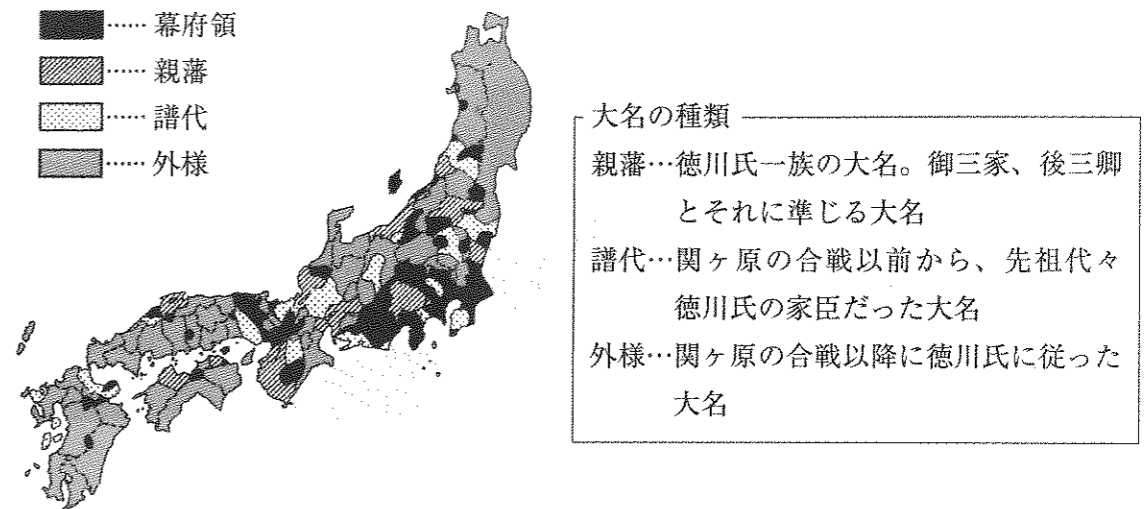 ……幕府領
……親藩
……譜代
……外様
大名の種類
親藩…徳川氏一族の大名。御三家、後三卿
とそれに準じる大名
譜代…関ヶ原の合戦以前から、先祖代々
徳川氏の家臣だった大名
外様…関ヶ原の合戦以降に徳川氏に従った
大名